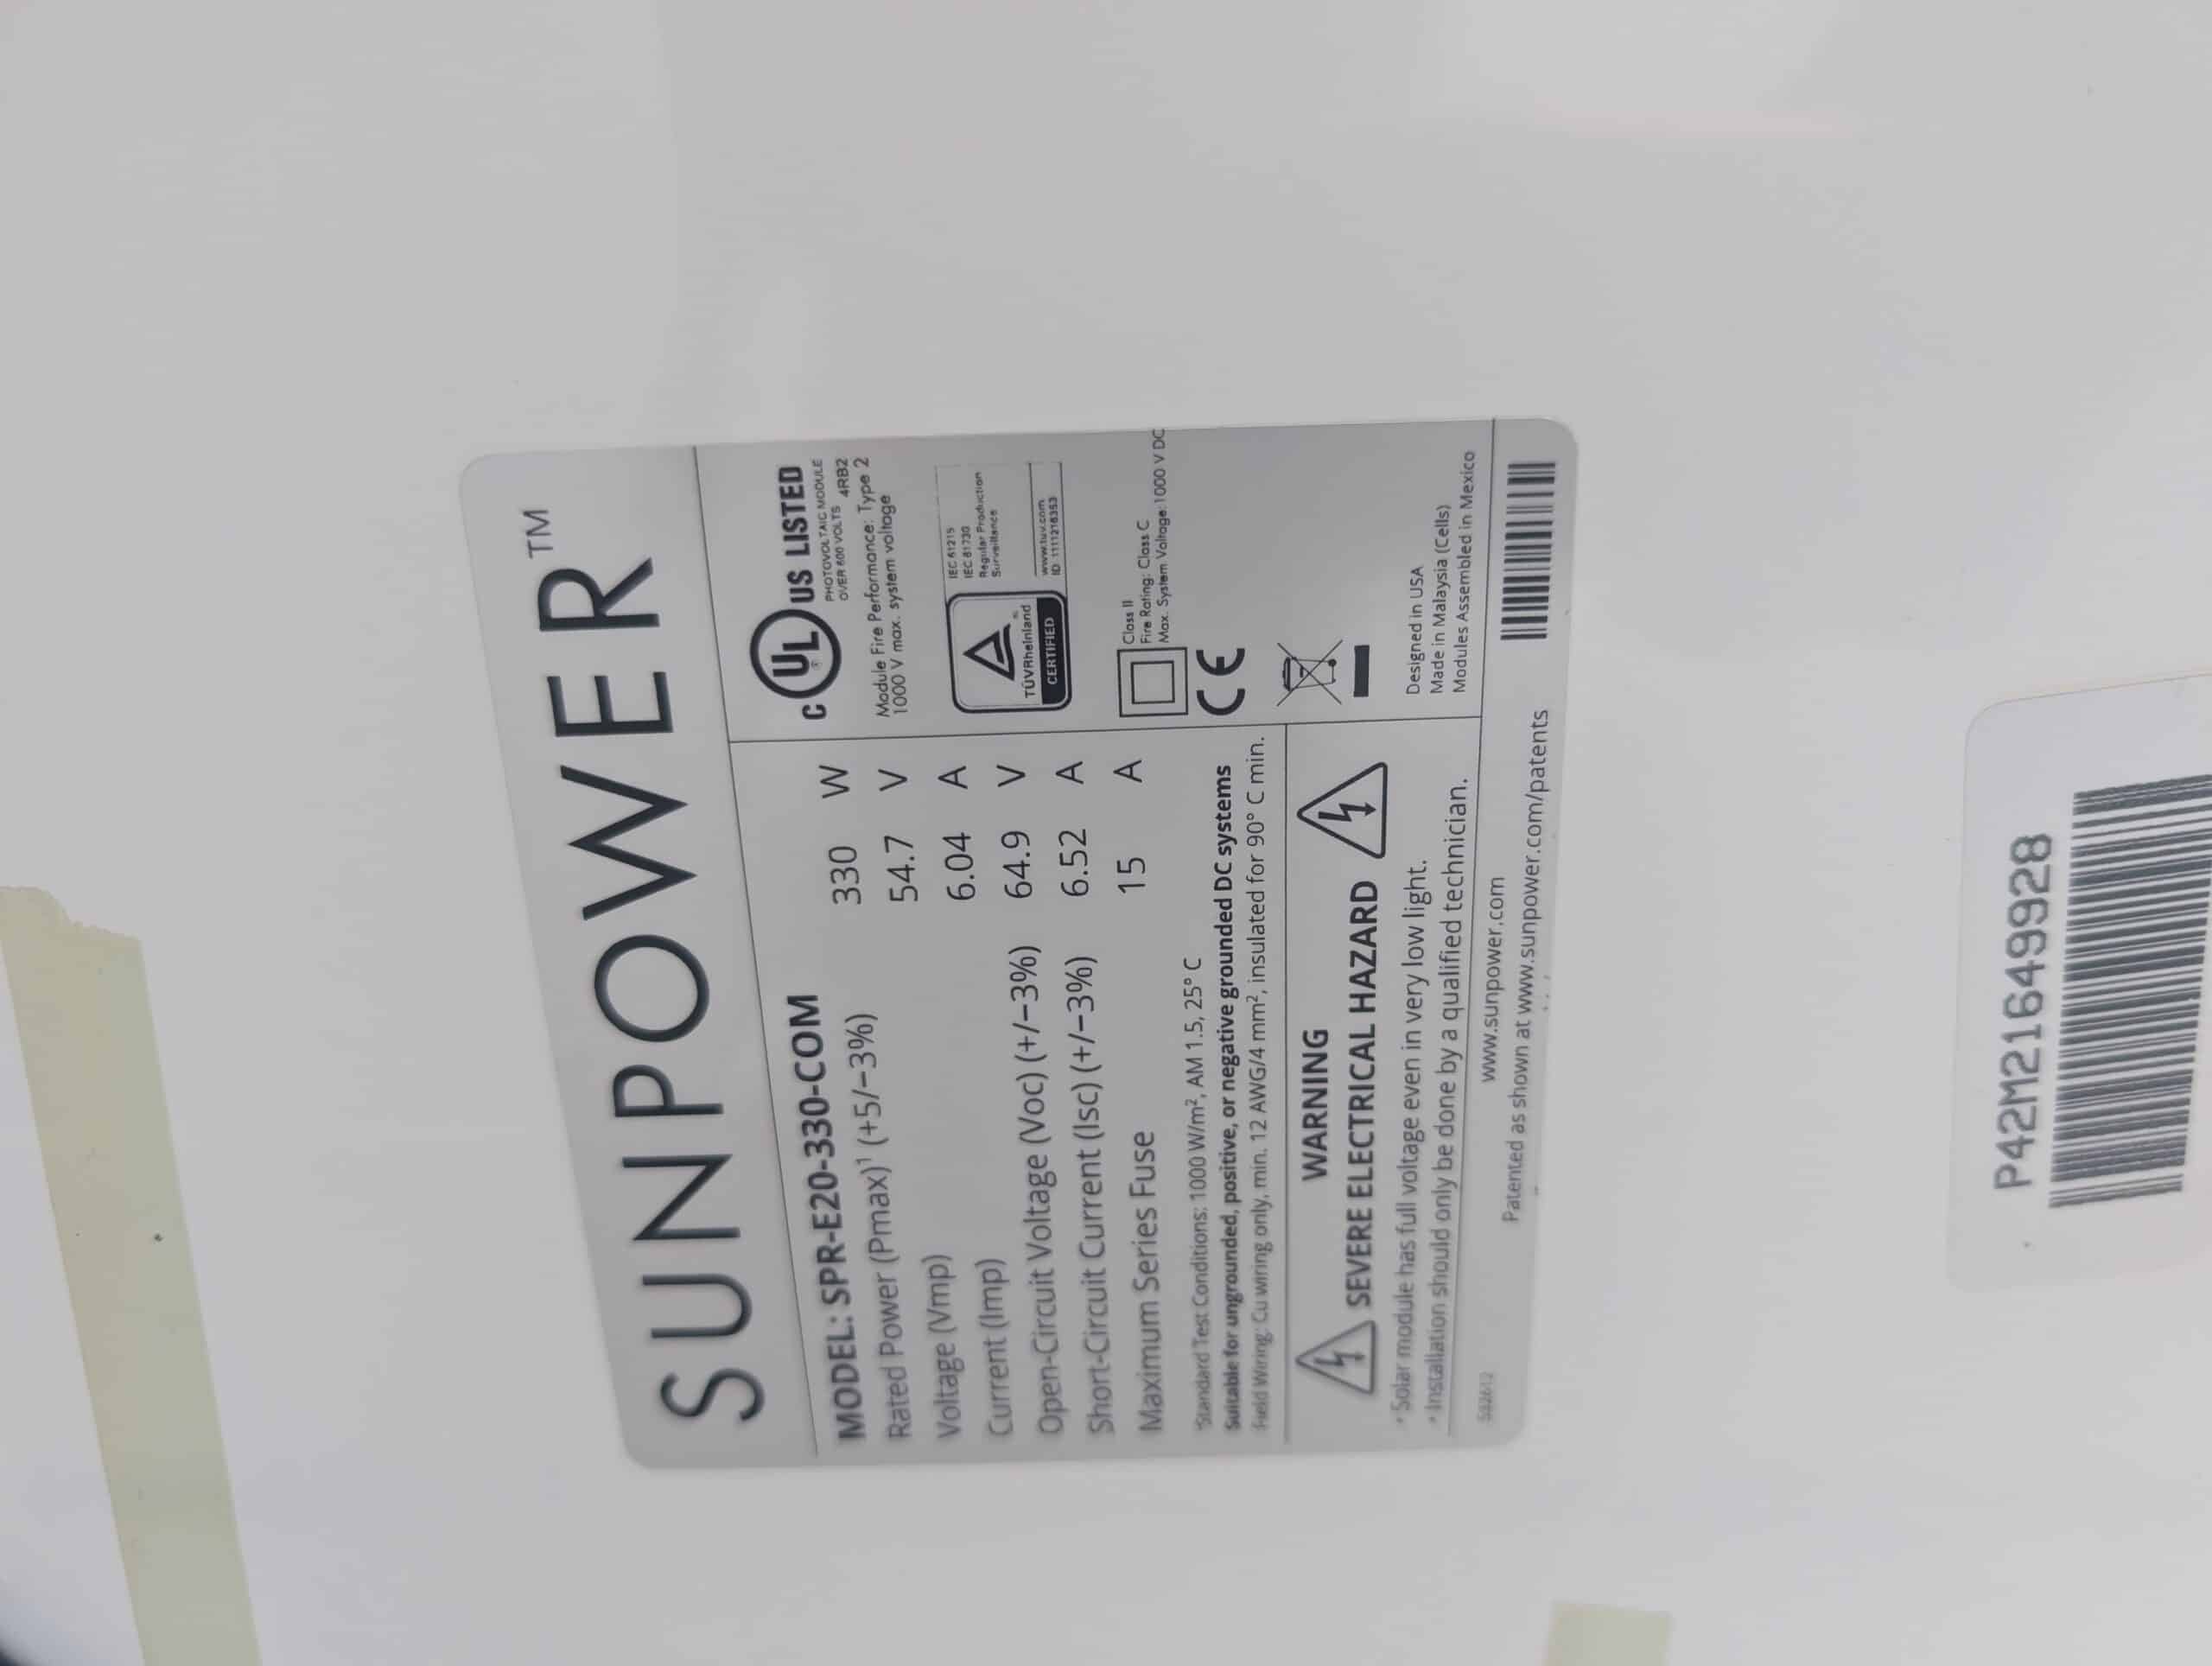 SUNPOWER™
MODEL: SPR-E20-330-COM
Rated Power (Pmax)¹ (+5/−3%) 330 W
Voltage (Vmp) 54.7 V
Current (Imp) 6.04 A
Open-Circuit Voltage (Voc) (+/−3%) 64.9 V
Short-Circuit Current (Isc) (+/−3%) 6.52 A
Maximum Series Fuse 15 A
¹Standard Test Conditions: 1000 W/m², AM 1.5, 25° C
Suitable for ungrounded, positive, or negative grounded DC systems
Field Wiring: Cu wiring only, min. 12 AWG/4 mm², insulated for 90° C min.
WARNING
SEVERE ELECTRICAL HAZARD
• Solar module has full voltage even in very low light.
• Installation should only be done by a qualified technician.
C UL ® US LISTED
PHOTOVOLTAIC MODULE
OVER 600 VOLTS 4RB2
Module Fire Performance: Type 2
1000 V max. system voltage
TÜVRheinland®
CERTIFIED
IEC 61215
IEC 61730
Regular Production
Surveillance
www.tuv.com
ID: 1111218353
Class II
Fire Rating: Class C
Max. System Voltage: 1000 V DC
CE
Designed in USA
Made in Malaysia (Cells)
Modules Assembled in Mexico
www.sunpower.com
Patented as shown at www.sunpower.com/patents
P42M21649928